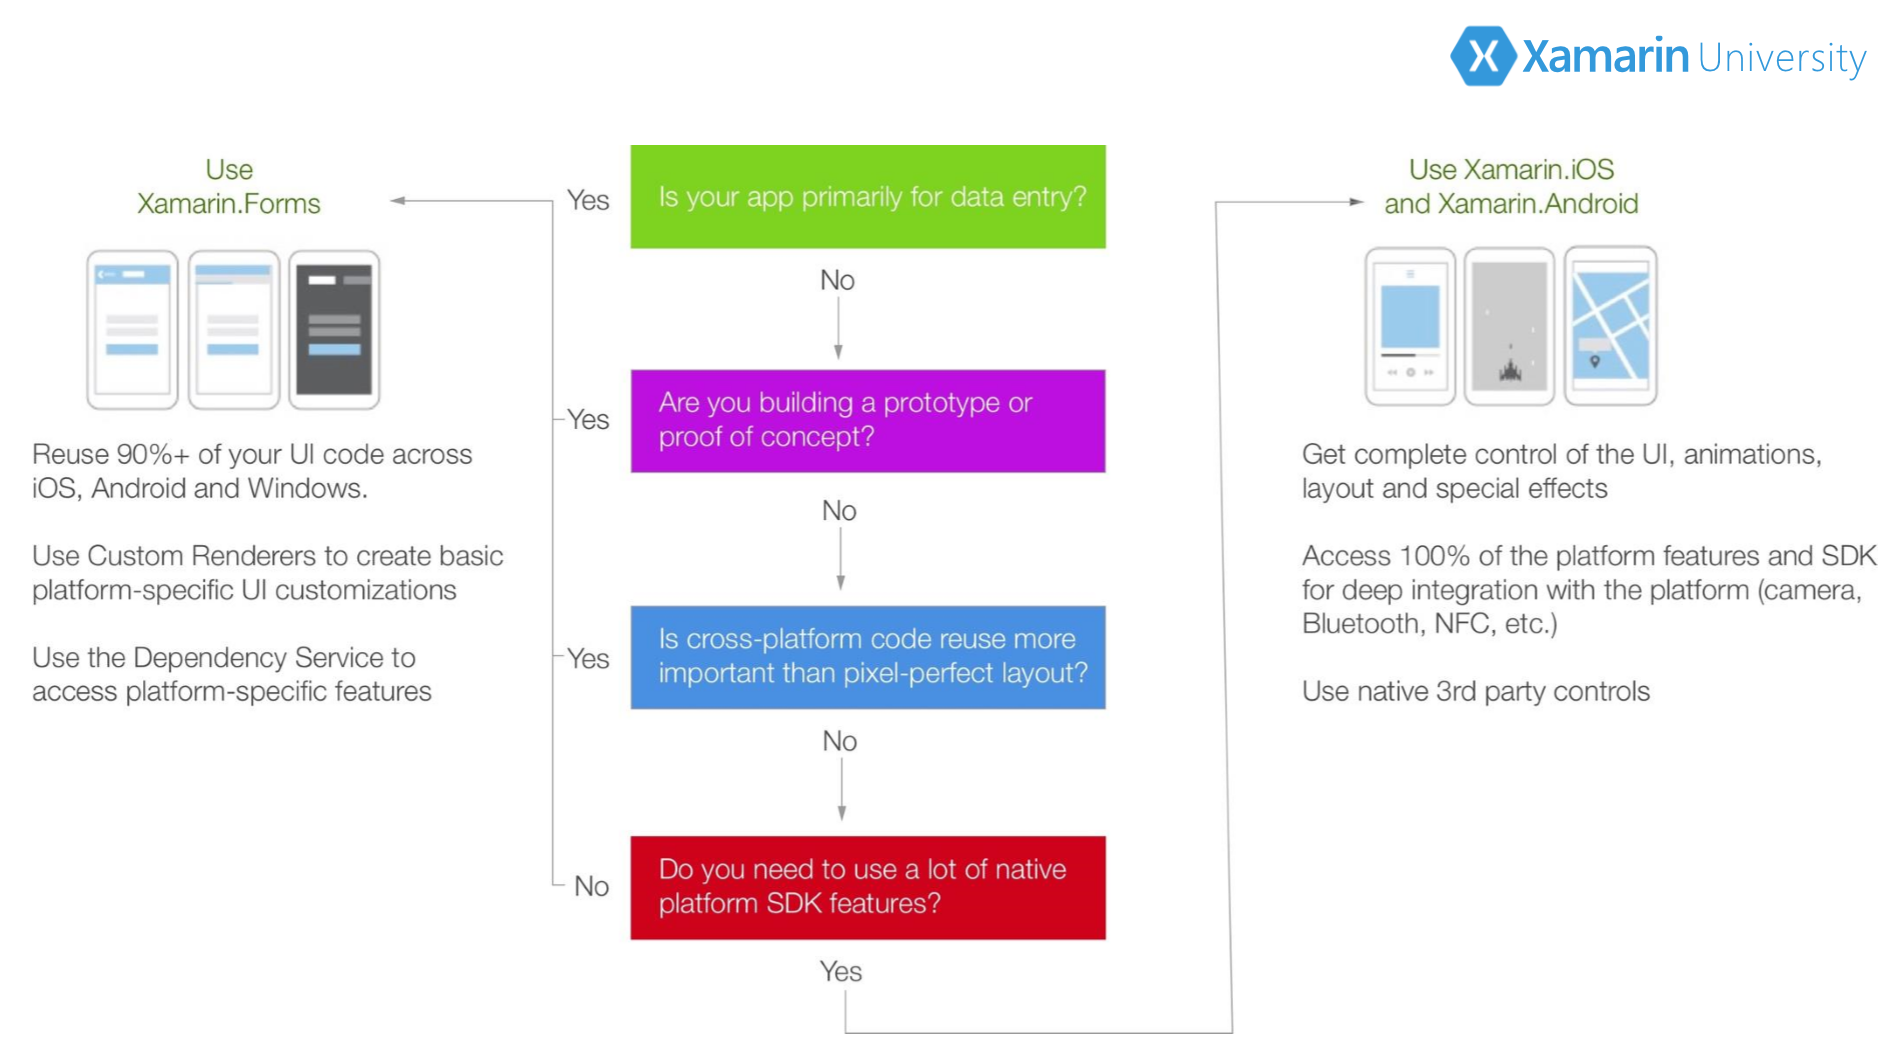 Xamarin University
Use
Xamarin.Forms
Reuse 90%+ of your UI code across
iOS, Android and Windows.
Use Custom Renderers to create basic
platform-specific UI customizations
Use the Dependency Service to
access platform-specific features
Yes
Is your app primarily for data entry?
No
Yes
Are you building a prototype or
proof of concept?
No
Yes
Is cross-platform code reuse more
important than pixel-perfect layout?
No
No
Do you need to use a lot of native
platform SDK features?
Yes
Use Xamarin.iOS
and Xamarin.Android
Get complete control of the UI, animations,
layout and special effects
Access 100% of the platform features and SDK
for deep integration with the platform (camera,
Bluetooth, NFC, etc.)
Use native 3rd party controls